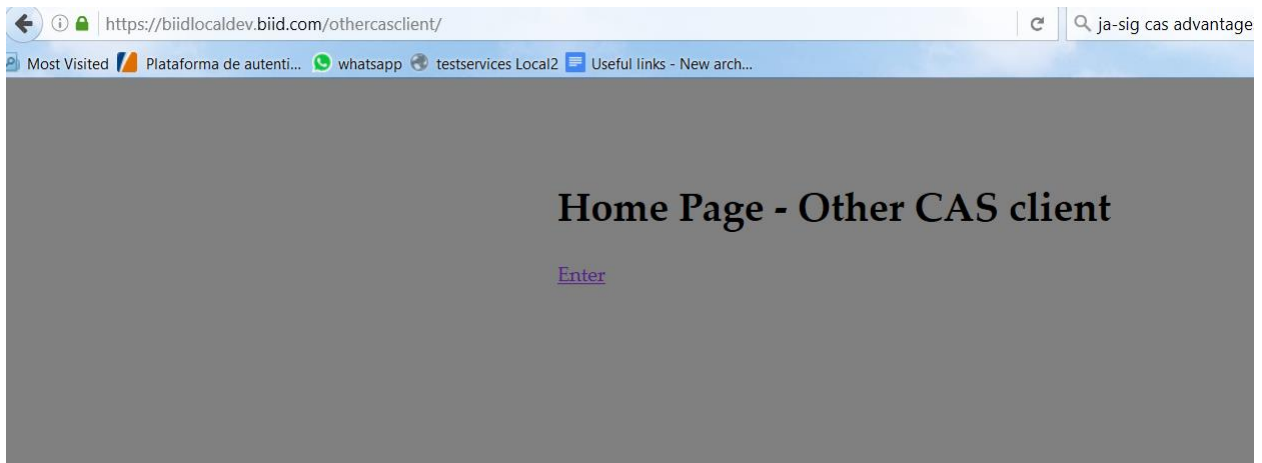 https://biidlocaldev.biid.com/othercasclient/ ja-sig cas advantage
Most Visited Plataforma de autenti... whatsapp testservices Local2 Useful links - New arch...
Home Page - Other CAS client
Enter